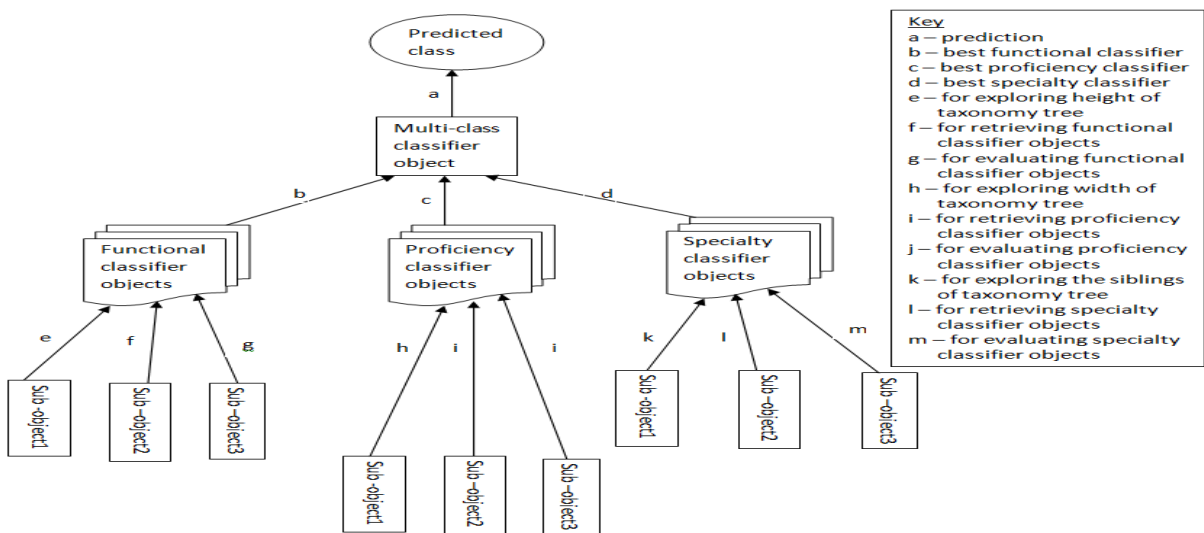 Predicted
class
a
Multi-class
classifier
object
b
c
d
Functional
classifier
objects
Proficiency
classifier
objects
Specialty
classifier
objects
e
f
g
h
i
i
k
l
m
Sub-object1
Sub-object2
Sub-object3
Sub-object1
Sub-object2
Sub-object3
Sub-object1
Sub-object2
Sub-object3
Key
a – prediction
b – best functional classifier
c – best proficiency classifier
d – best specialty classifier
e – for exploring height of
taxonomy tree
f – for retrieving functional
classifier objects
g – for evaluating functional
classifier objects
h – for exploring width of
taxonomy tree
i – for retrieving proficiency
classifier objects
j – for evaluating proficiency
classifier objects
k – for exploring the siblings
of taxonomy tree
l – for retrieving specialty
classifier objects
m – for evaluating specialty
classifier objects